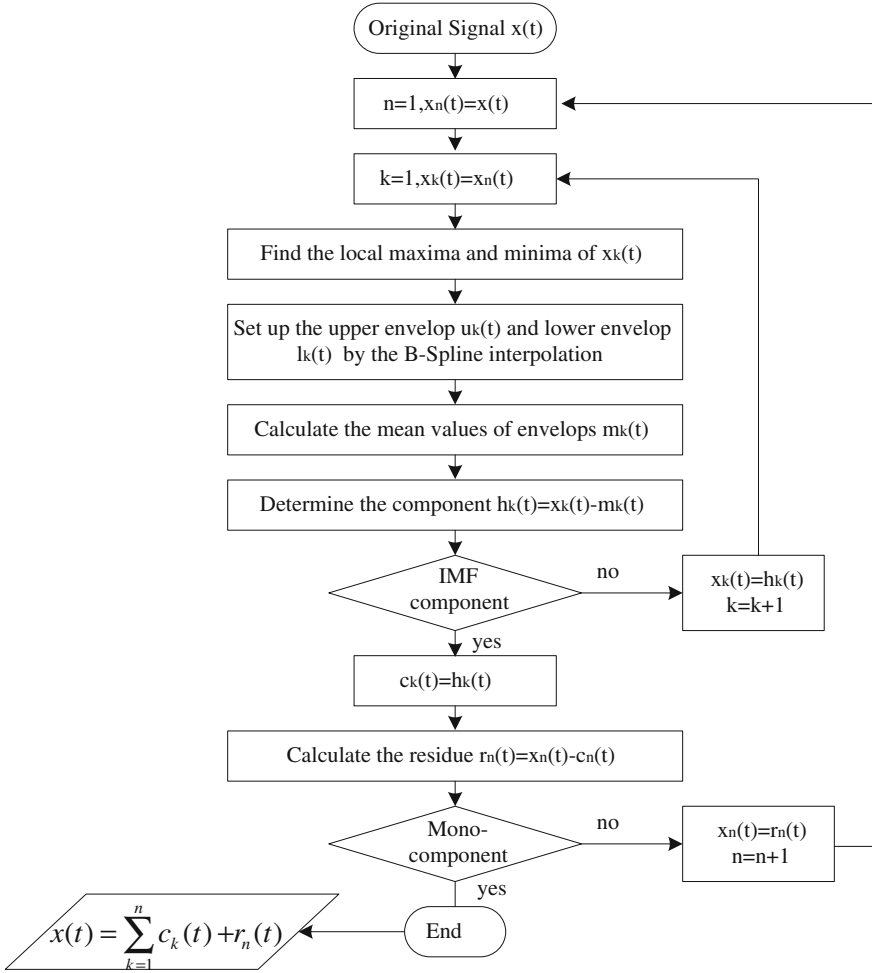 Original Signal x(t)
n=1,xn(t)=x(t)
k=1,xk(t)=xn(t)
Find the local maxima and minima of xk(t)
Set up the upper envelop uk(t) and lower envelop
lk(t) by the B-Spline interpolation
Calculate the mean values of envelops mk(t)
Determine the component hk(t)=xk(t)-mk(t)
IMF
component
no
xk(t)=hk(t)
k=k+1
yes
ck(t)=hk(t)
Calculate the residue rn(t)=xn(t)-cn(t)
Mono-
component
no
xn(t)=rn(t)
n=n+1
yes
End
x(t) = ∑_{k=1}^{n} c_k(t) + r_n(t)